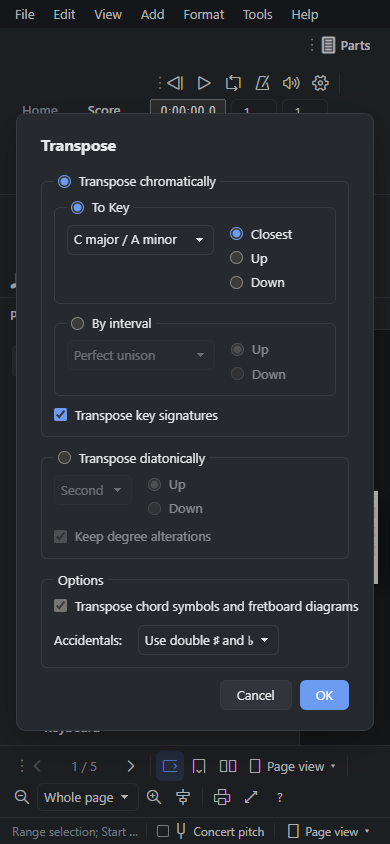 File Edit View Add Format Tools Help
Parts
Home Score 0:00:00.0 1 1
Transpose
Transpose chromatically
To Key
C major / A minor
Closest
Up
Down
By interval
Perfect unison
Up
Down
Transpose key signatures
Transpose diatonically
Second
Up
Down
Keep degree alterations
Options
Transpose chord symbols and fretboard diagrams
Accidentals: Use double ♯ and ♭
Cancel OK
1 / 5 Page view
Whole page ?
Range selection; Start ... Concert pitch Page view